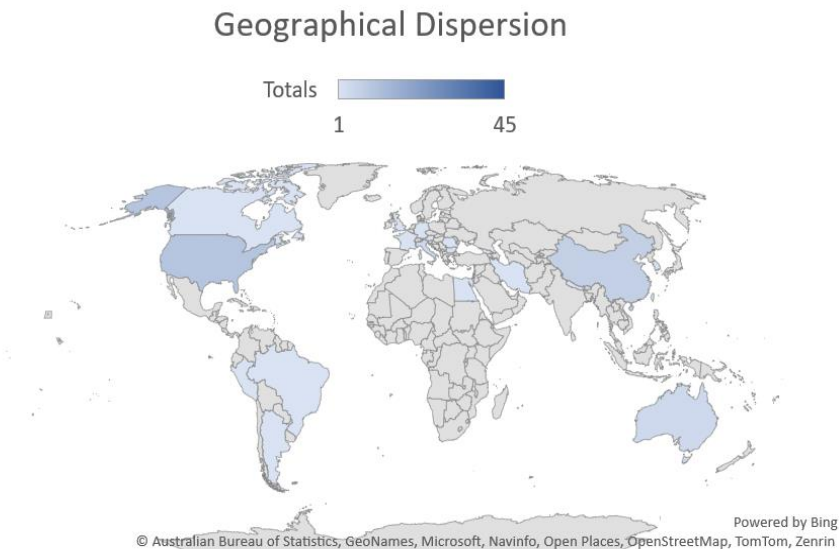 Geographical Dispersion
Totals
1 45
Powered by Bing
© Australian Bureau of Statistics, GeoNames, Microsoft, Navinfo, Open Places, OpenStreetMap, TomTom, Zenrin